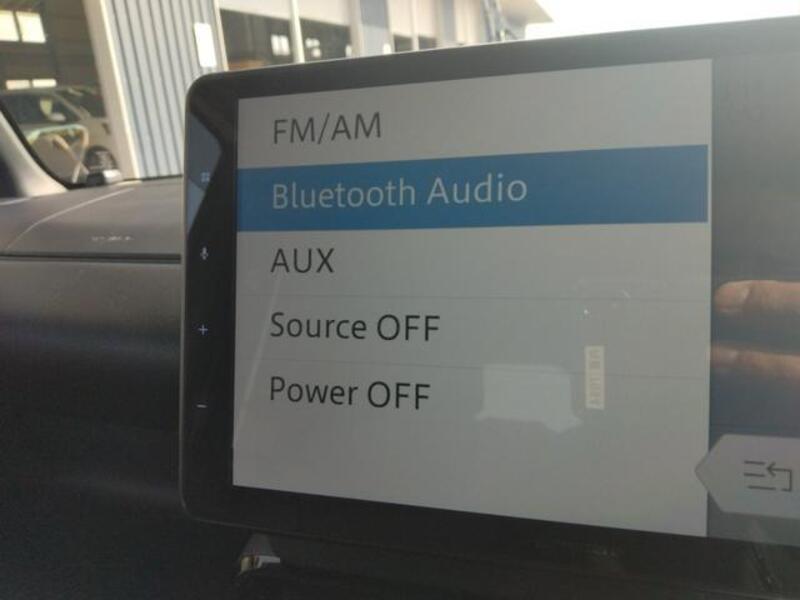 FM/AM
Bluetooth Audio
AUX
Source OFF
Power OFF